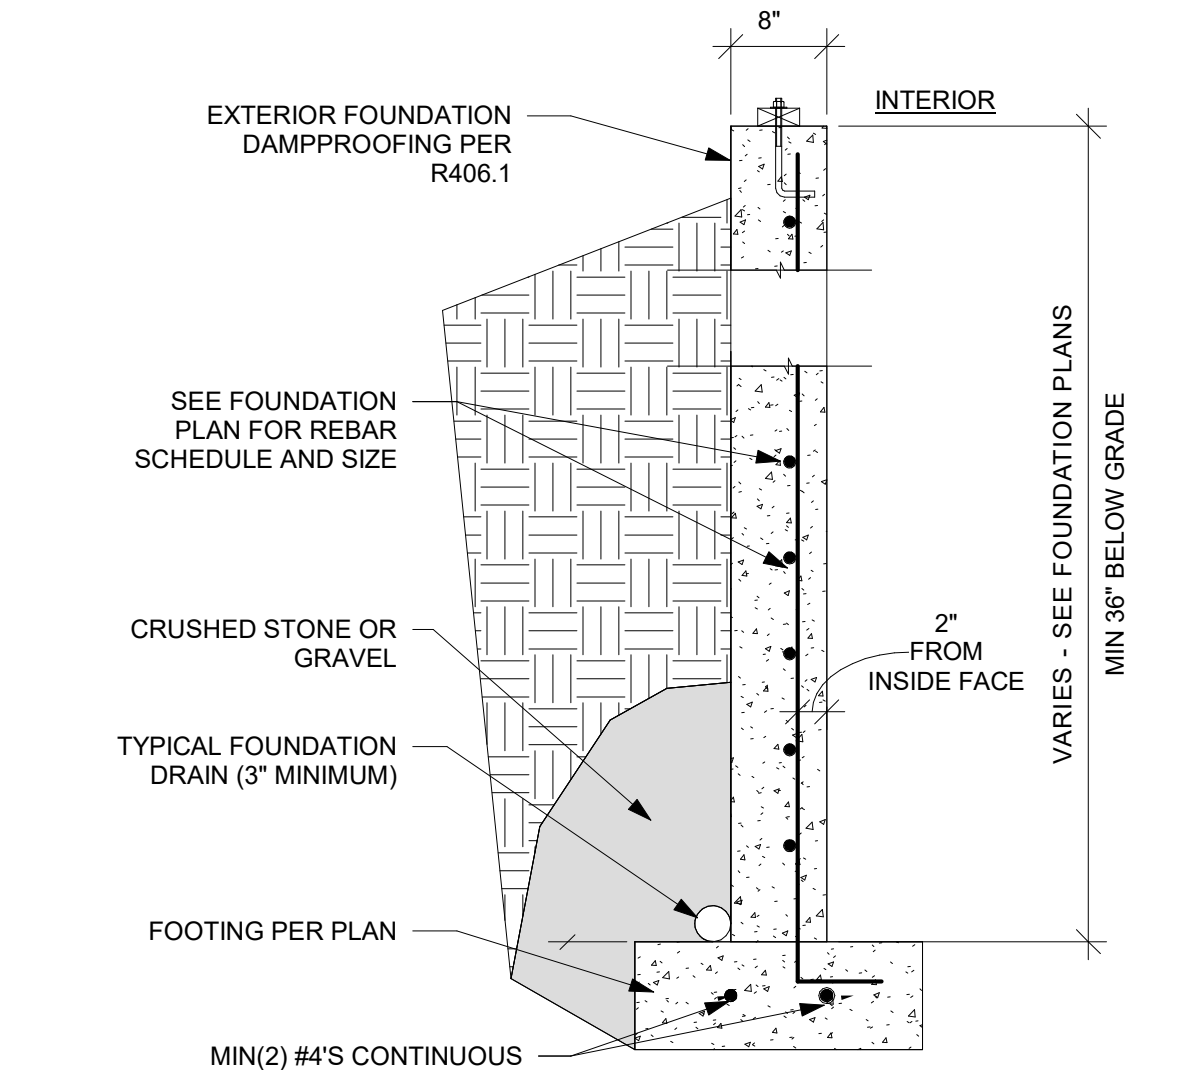 8"
INTERIOR
EXTERIOR FOUNDATION
DAMPPROOFING PER
R406.1
SEE FOUNDATION
PLAN FOR REBAR
SCHEDULE AND SIZE
VARIES - SEE FOUNDATION PLANS
MIN 36" BELOW GRADE
CRUSHED STONE OR
GRAVEL
2"
FROM
INSIDE FACE
TYPICAL FOUNDATION
DRAIN (3" MINIMUM)
FOOTING PER PLAN
MIN(2) #4'S CONTINUOUS